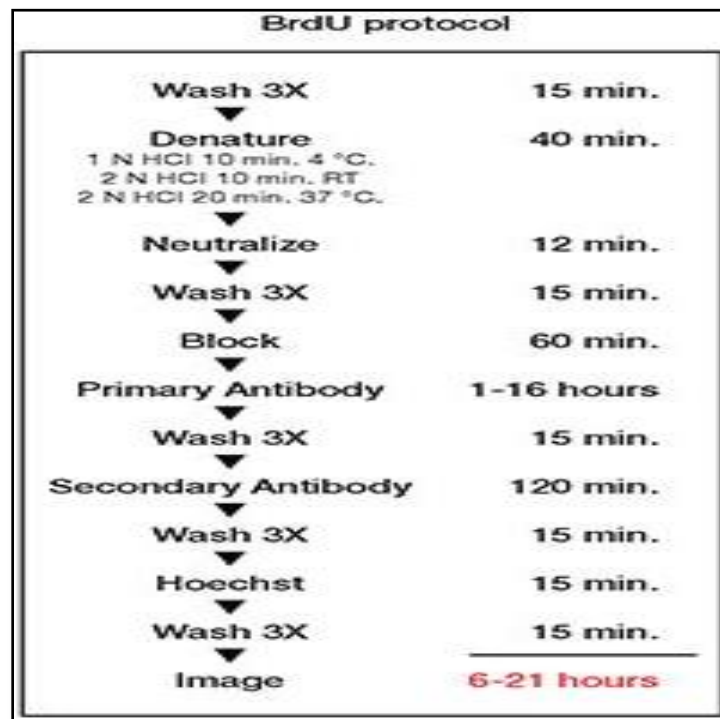 BrdU protocol
Wash 3X 15 min.
Denature 40 min.
1 N HCl 10 min. 4 °C.
2 N HCl 10 min. RT
2 N HCl 20 min. 37 °C.
Neutralize 12 min.
Wash 3X 15 min.
Block 60 min.
Primary Antibody 1-16 hours
Wash 3X 15 min.
Secondary Antibody 120 min.
Wash 3X 15 min.
Hoechst 15 min.
Wash 3X 15 min.
Image 6-21 hours